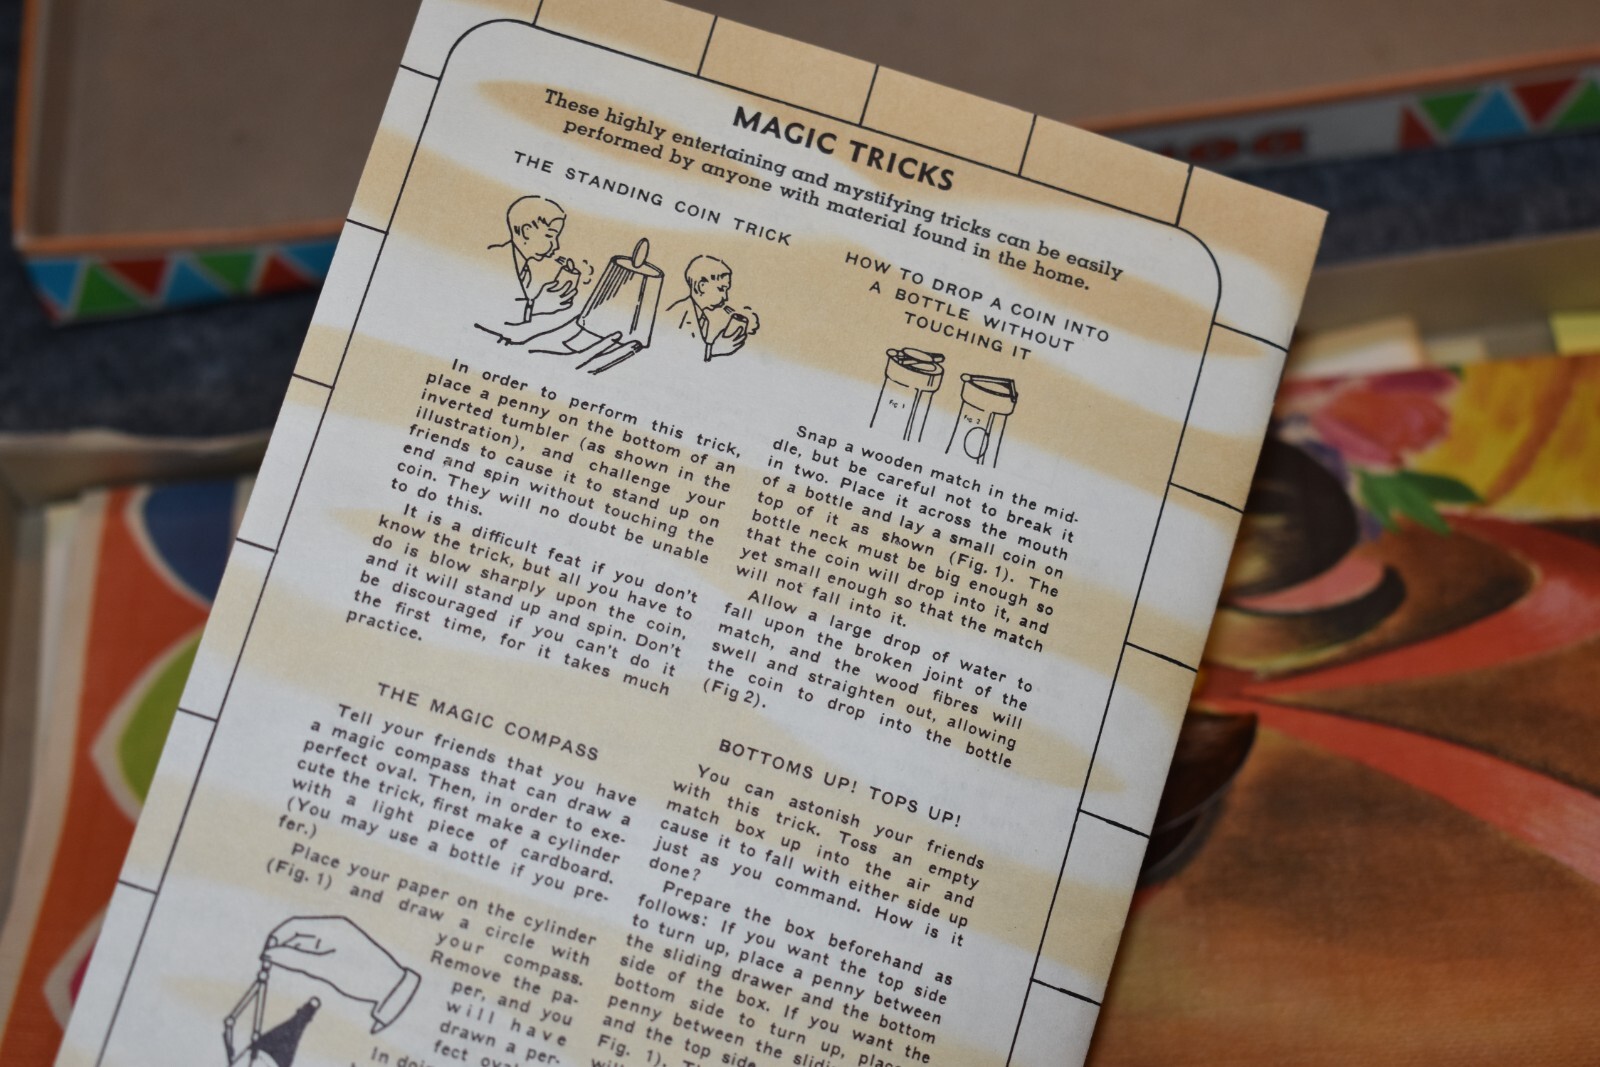 MAGIC TRICKS
These highly entertaining and mystifying tricks can be easily
performed by anyone with material found in the home.
THE STANDING COIN TRICK
In order to perform this trick,
place a penny on the bottom of an
inverted tumbler (as shown in the
illustration), and challenge your
friends to cause it to stand up on
end and spin without touching the
coin. They will no doubt be unable
to do this.
It is a difficult feat if you don't
know the trick, but all you have to
do is blow sharply upon the coin,
and it will stand up and spin. Don't
be discouraged if you can't do it
the first time, for it takes much
practice.
THE MAGIC COMPASS
Tell your friends that you have
a magic compass that can draw a
perfect oval. Then, in order to exe-
cute the trick, first make a cylinder
with a light piece of cardboard.
(You may use a bottle if you pre-
fer.)
Place your paper on the cylinder
(Fig. 1) and draw a circle with
your compass.
Remove the pa-
per, and you
will have
drawn a per-
fect
In
HOW TO DROP A COIN INTO
A BOTTLE WITHOUT
TOUCHING IT
Fig 1
Fig. 2
Snap a wooden match in the mid-
dle, but be careful not to break it
in two. Place it across the mouth
of a bottle and lay a small coin on
top of it as shown (Fig. 1). The
bottle neck must be big enough so
that the coin will drop into it, and
yet small enough so that the match
will not fall into it.
Allow a large drop of water to
fall upon the broken joint of the
match, and the wood fibres will
swell and straighten out, allowing
the coin to drop into the bottle
(Fig 2).
BOTTOMS UP! TOPS UP!
You can astonish your friends
with this trick. Toss an empty
match box up into the air and
cause it to fall with either side up
just as you command. How is it
done?
Prepare the box beforehand as
follows: If you want the top side
to turn up, place a penny between
the sliding drawer and the bottom
side of the box. If you want the
bottom side to turn up, place
penny between the
and the top side
Fig. 1).